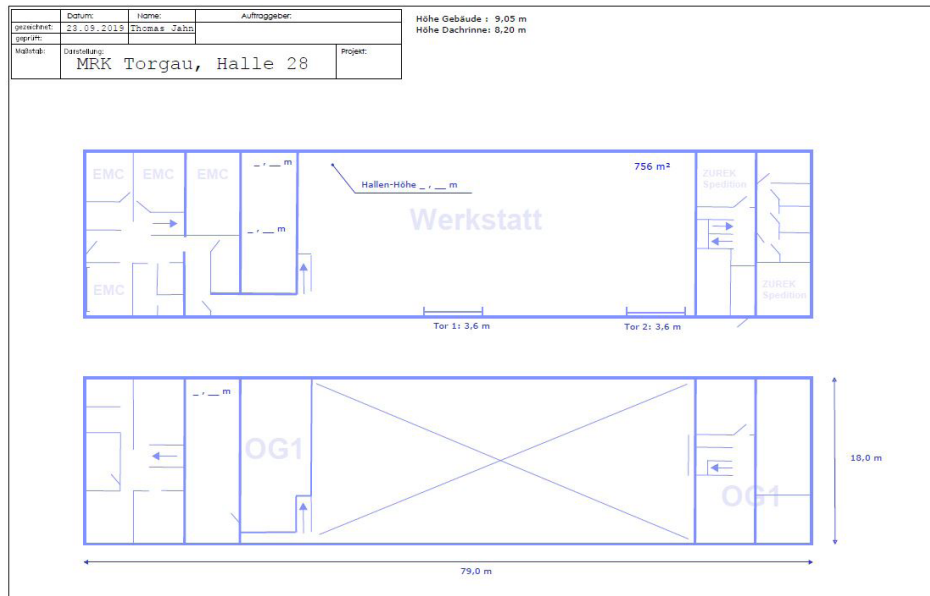 Datum: Name: Auftraggeber:
gezeichnet: 23.09.2019 Thomas Jahn
geprüft:
Maßstab: Darstellung: Projekt:
MRK Torgau, Halle 28
Höhe Gebäude : 9,05 m
Höhe Dachrinne: 8,20 m
EMC EMC EMC _ , __ m 756 m² ZUREK
Spedition
Hallen-Höhe _ , __ m
Werkstatt
_ , __ m
EMC ZUREK
Spedition
Tor 1: 3,6 m Tor 2: 3,6 m
_ , __ m
OG1
18,0 m
OG1
79,0 m